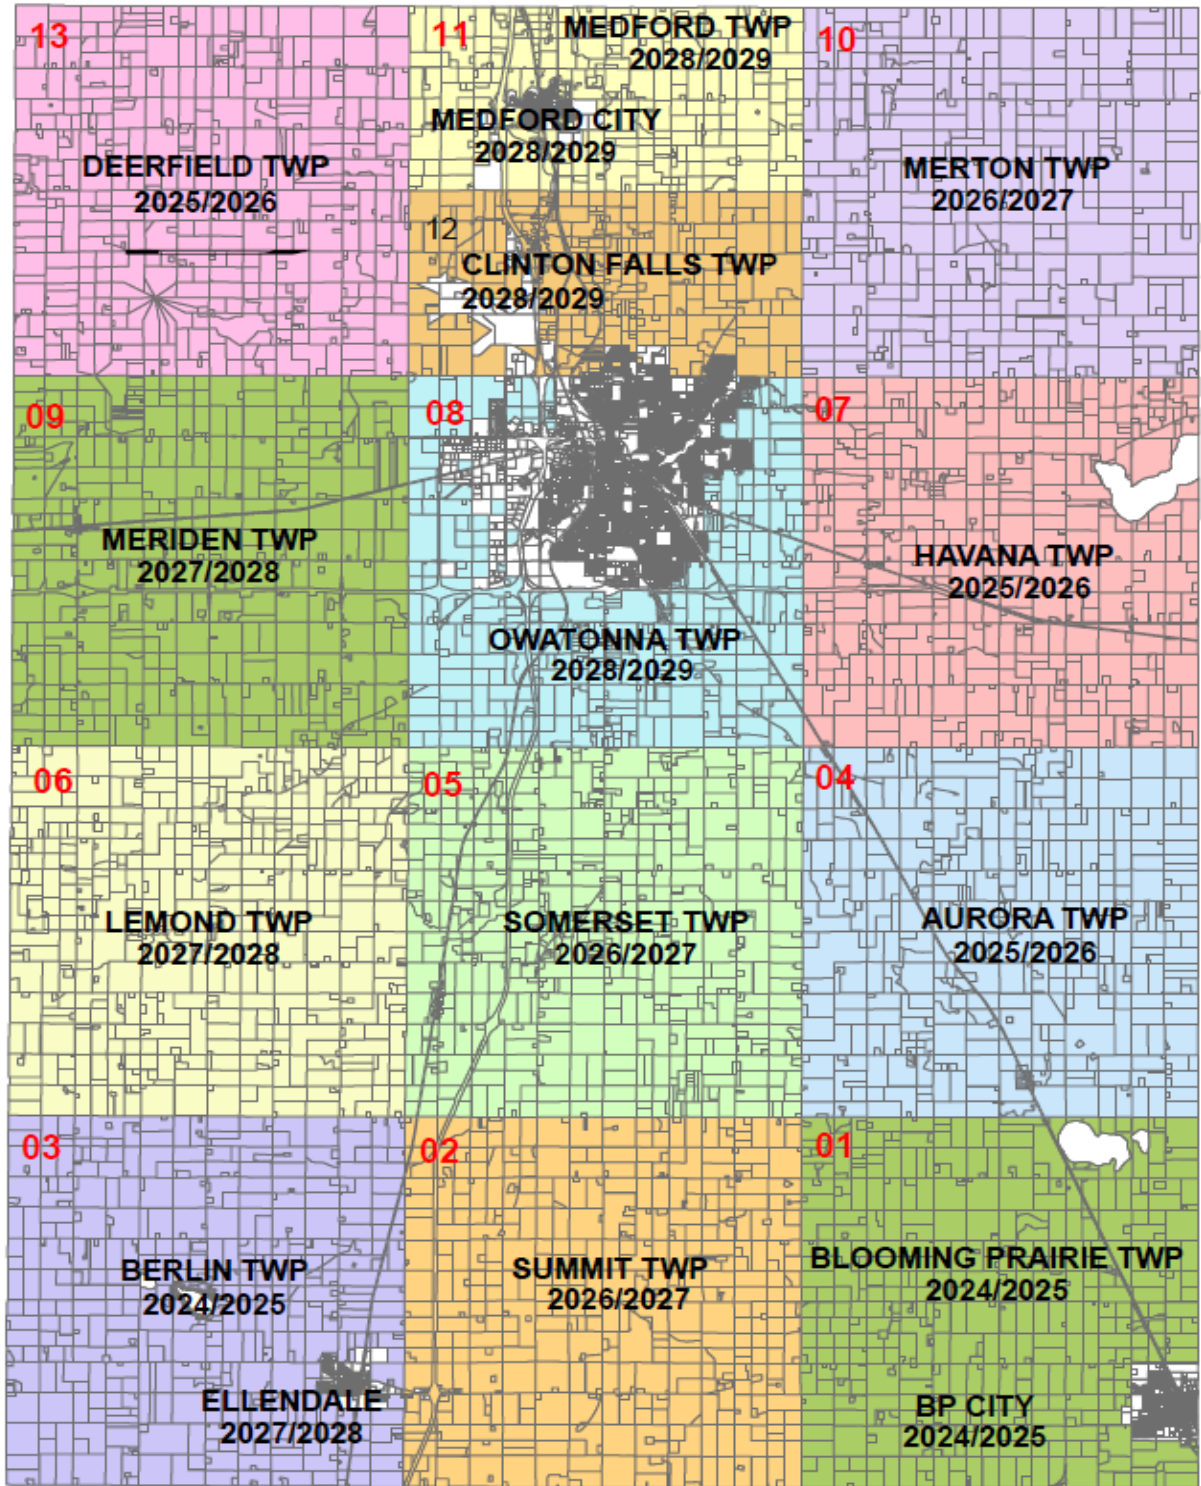 13
DEERFIELD TWP
2025/2026
11
MEDFORD TWP
2028/2029
MEDFORD CITY
2028/2029
10
MERTON TWP
2026/2027
12
CLINTON FALLS TWP
2028/2029
09
MERIDEN TWP
2027/2028
08
OWATONNA TWP
2028/2029
07
HAVANA TWP
2025/2026
06
LEMOND TWP
2027/2028
05
SOMERSET TWP
2026/2027
04
AURORA TWP
2025/2026
03
BERLIN TWP
2024/2025
ELLENDALE
2027/2028
02
SUMMIT TWP
2026/2027
01
BLOOMING PRAIRIE TWP
2024/2025
BP CITY
2024/2025